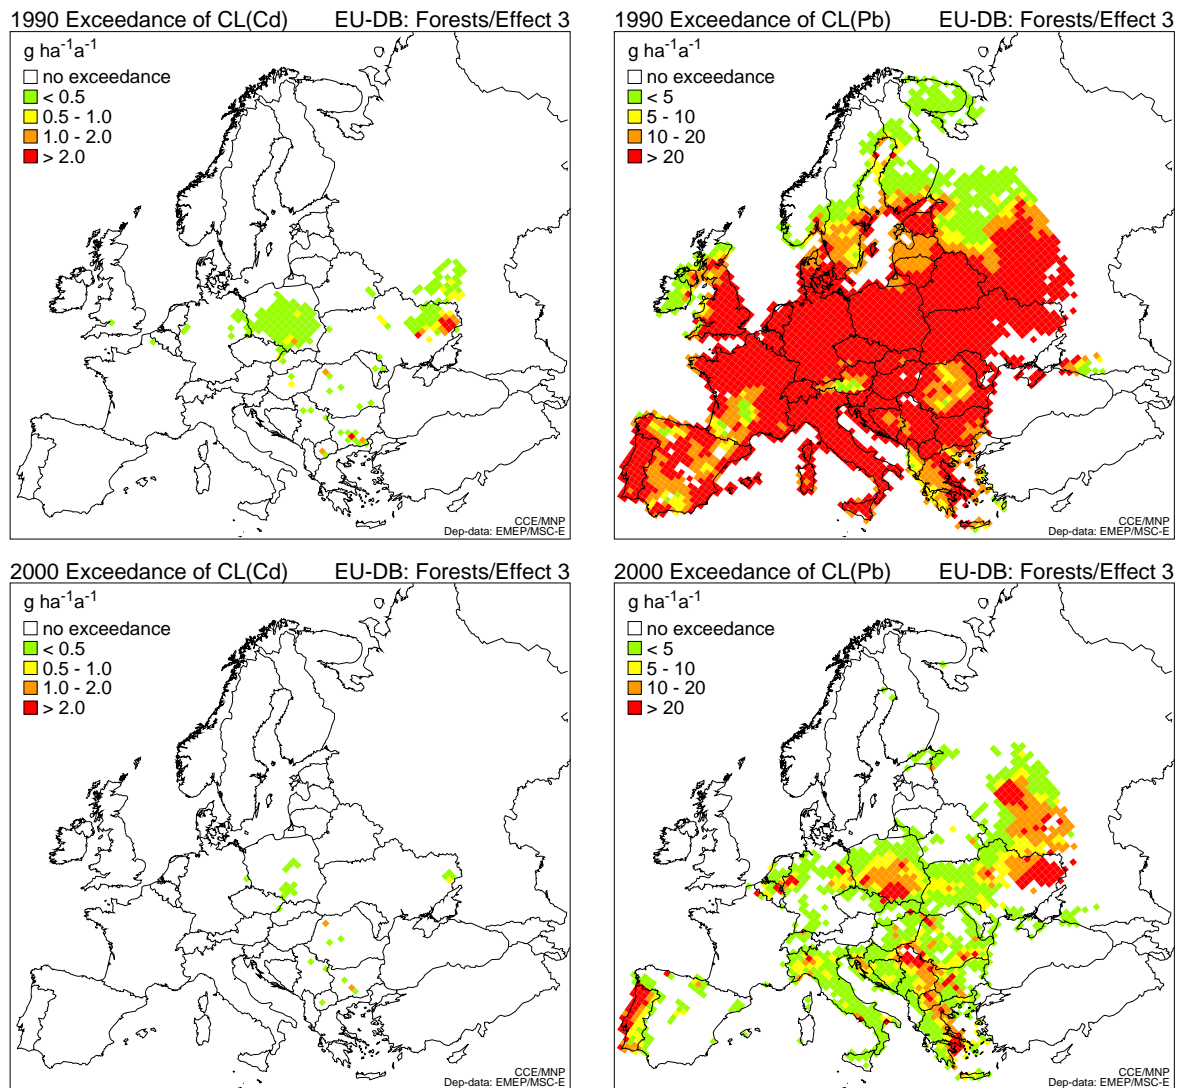 1990 Exceedance of CL(Cd) EU-DB: Forests/Effect 3
g ha⁻¹a⁻¹
no exceedance
< 0.5
0.5 - 1.0
1.0 - 2.0
> 2.0
CCE/MNP
Dep-data: EMEP/MSC-E
1990 Exceedance of CL(Pb) EU-DB: Forests/Effect 3
g ha⁻¹a⁻¹
no exceedance
< 5
5 - 10
10 - 20
> 20
CCE/MNP
Dep-data: EMEP/MSC-E
2000 Exceedance of CL(Cd) EU-DB: Forests/Effect 3
g ha⁻¹a⁻¹
no exceedance
< 0.5
0.5 - 1.0
1.0 - 2.0
> 2.0
CCE/MNP
Dep-data: EMEP/MSC-E
2000 Exceedance of CL(Pb) EU-DB: Forests/Effect 3
g ha⁻¹a⁻¹
no exceedance
< 5
5 - 10
10 - 20
> 20
CCE/MNP
Dep-data: EMEP/MSC-E